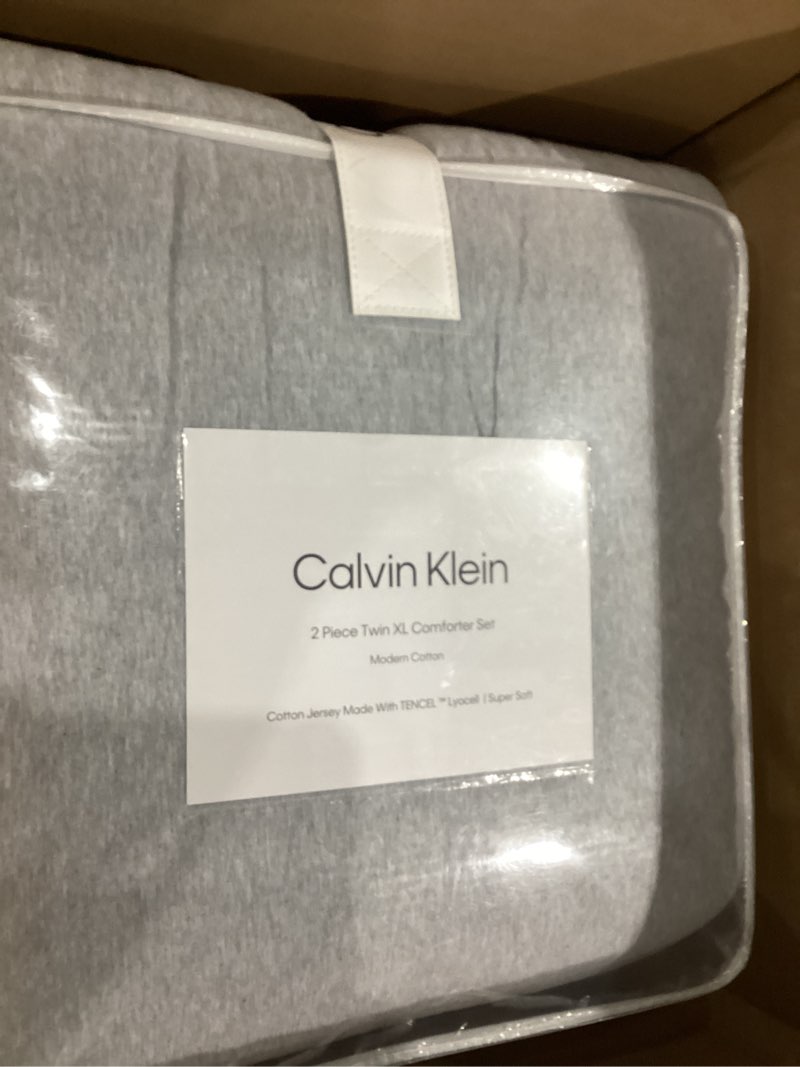 Calvin Klein
2 Piece Twin XL Comforter Set
Modern Cotton
Cotton Jersey Made With TENCEL™ Lyocell | Super Soft